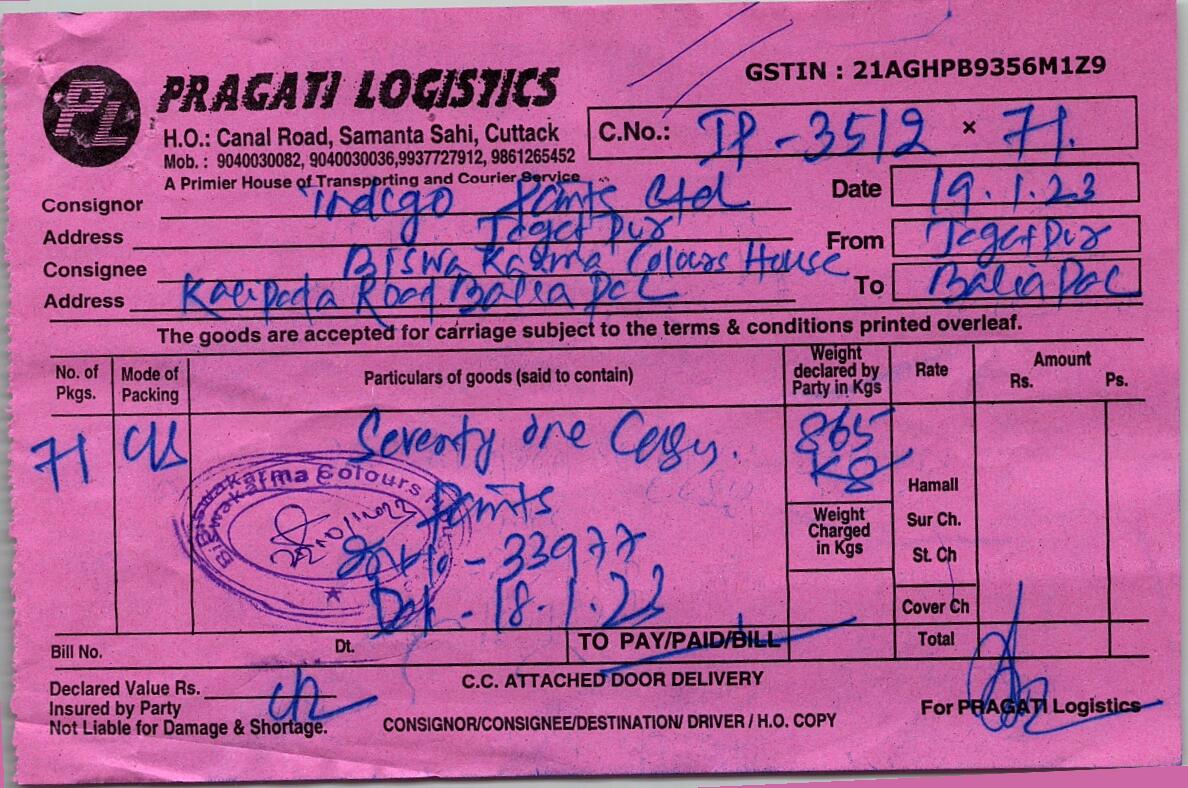 PL
PRAGATI LOGISTICS
H.O.: Canal Road, Samanta Sahi, Cuttack
Mob. : 9040030082, 9040030036,9937727912, 9861265452
A Primier House of Transporting and Courier Service
GSTIN : 21AGHPB9356M1Z9
C.No.: IP-3512 × 71.
Consignor Indigo Paints Ltd
Date 19.1.23
Address Jagatpur
From Jagatpur
Consignee Biswa Karma Colours House
Address Kalipada Road Baliapal
To Baliapal
The goods are accepted for carriage subject to the terms & conditions printed overleaf.
No. of Pkgs. Mode of Packing Particulars of goods (said to contain) Weight declared by Party in Kgs Rate Amount Rs. Ps.
71 Seventy one 865 Kg
Biswakarma Colours
Paints
33977
18.1.23
Hamall
Weight Charged in Kgs
Sur Ch.
St. Ch
Cover Ch
Bill No. Dt. TO PAY/PAID/BILL Total
Declared Value Rs.
C.C. ATTACHED DOOR DELIVERY
Insured by Party
For PRAGATI Logistics
Not Liable for Damage & Shortage.
CONSIGNOR/CONSIGNEE/DESTINATION/ DRIVER / H.O. COPY